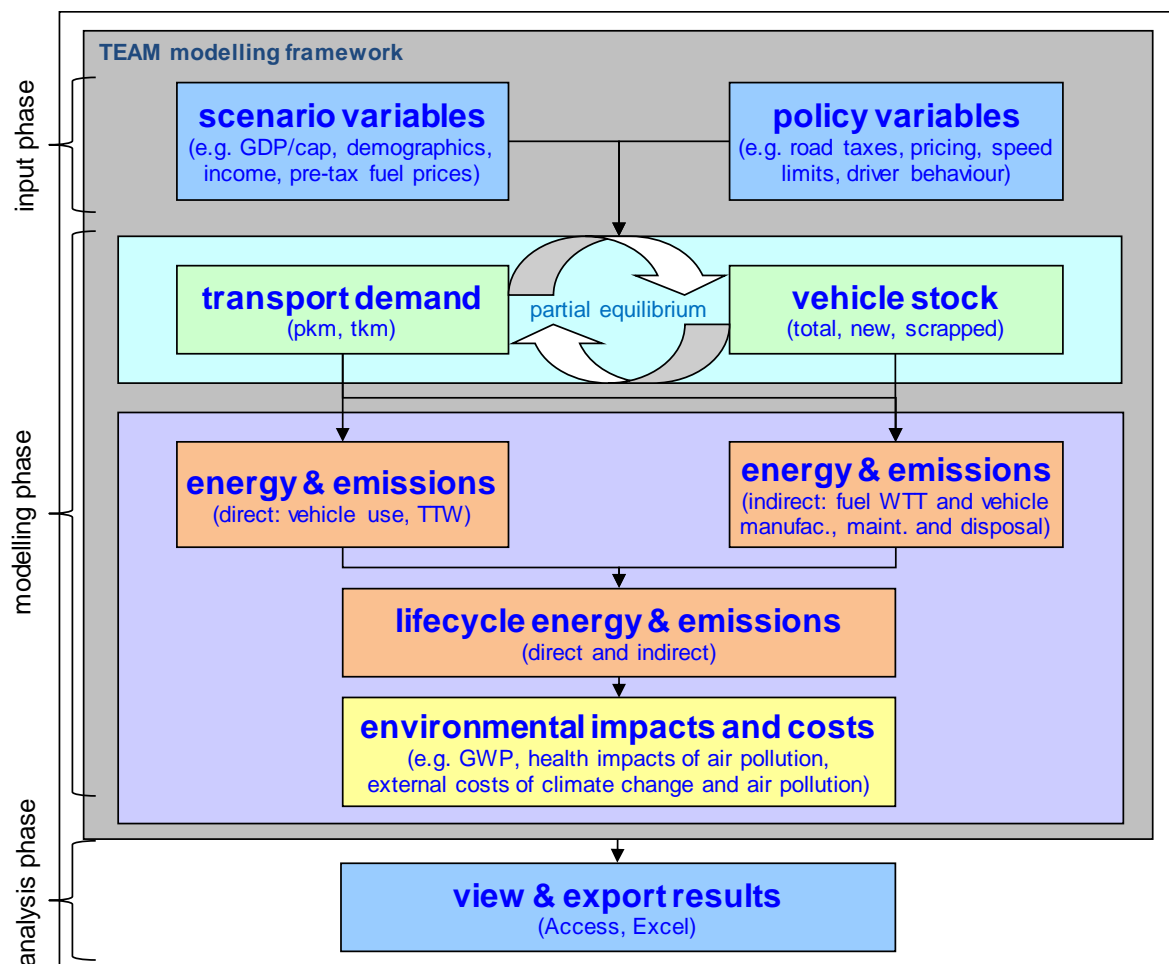 TEAM modelling framework
input phase
scenario variables
(e.g. GDP/cap, demographics,
income, pre-tax fuel prices)
policy variables
(e.g. road taxes, pricing, speed
limits, driver behaviour)
modelling phase
transport demand
(pkm, tkm)
partial equilibrium
vehicle stock
(total, new, scrapped)
energy & emissions
(direct: vehicle use, TTW)
energy & emissions
(indirect: fuel WTT and vehicle
manufac., maint. and disposal)
lifecycle energy & emissions
(direct and indirect)
environmental impacts and costs
(e.g. GWP, health impacts of air pollution,
external costs of climate change and air pollution)
analysis phase
view & export results
(Access, Excel)